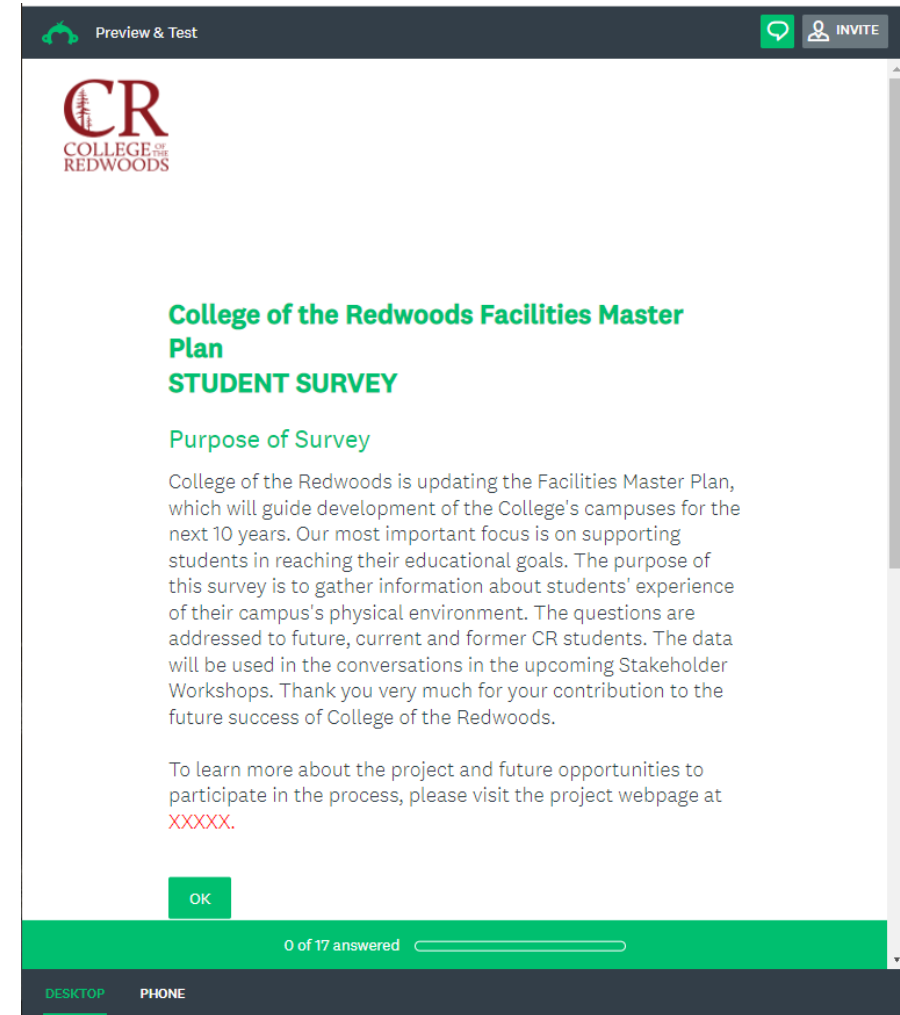 Preview & Test
INVITE
CR
COLLEGE OF THE
REDWOODS
College of the Redwoods Facilities Master
Plan
STUDENT SURVEY
Purpose of Survey
College of the Redwoods is updating the Facilities Master Plan,
which will guide development of the College's campuses for the
next 10 years. Our most important focus is on supporting
students in reaching their educational goals. The purpose of
this survey is to gather information about students' experience
of their campus's physical environment. The questions are
addressed to future, current and former CR students. The data
will be used in the conversations in the upcoming Stakeholder
Workshops. Thank you very much for your contribution to the
future success of College of the Redwoods.
To learn more about the project and future opportunities to
participate in the process, please visit the project webpage at
XXXXX.
OK
0 of 17 answered
DESKTOP PHONE